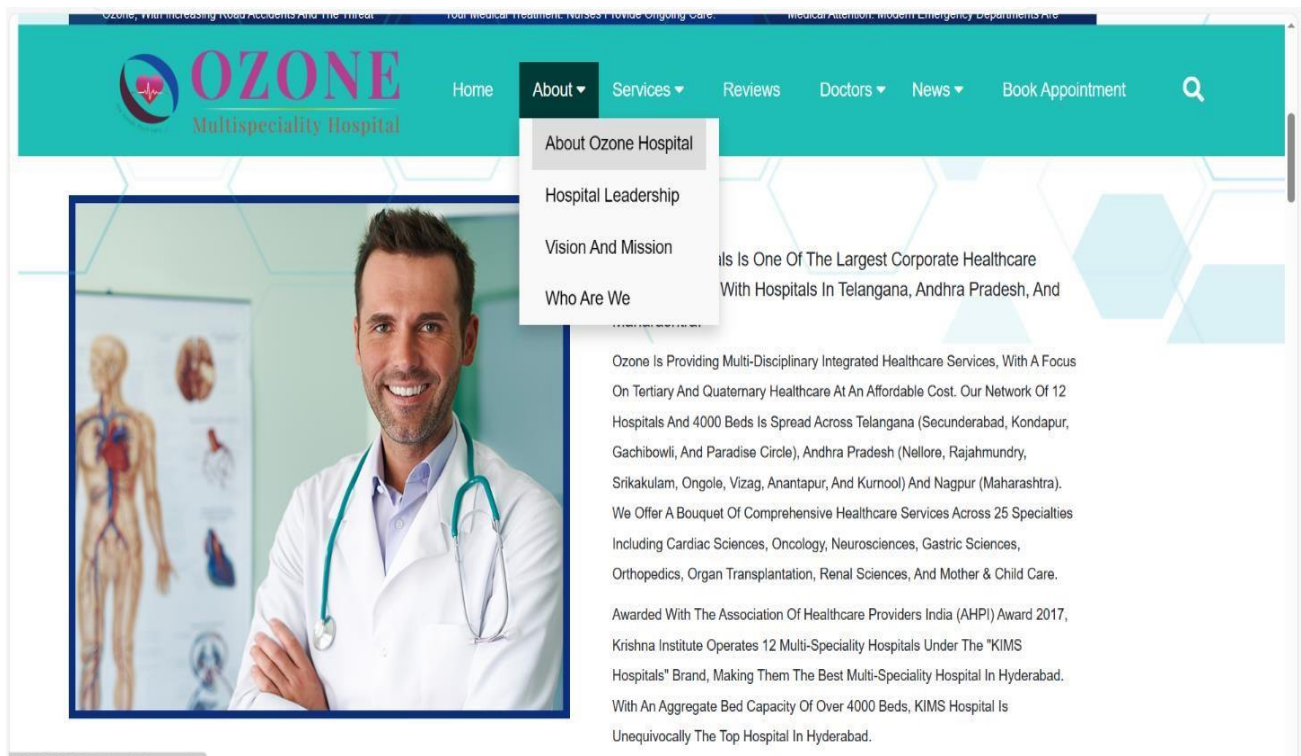 Ozone, With Increasing Road Accidents And The Threat
Your Medical Treatment. Nurses Provide Ongoing Care.
Medical Attention. Modern Emergency Departments Are
OZONE
Multispeciality Hospital
Home
About
Services
Reviews
Doctors
News
Book Appointment
About Ozone Hospital
Hospital Leadership
Vision And Mission
Who Are We
Is One Of The Largest Corporate Healthcare
With Hospitals In Telangana, Andhra Pradesh, And
Ozone Is Providing Multi-Disciplinary Integrated Healthcare Services, With A Focus
On Tertiary And Quaternary Healthcare At An Affordable Cost. Our Network Of 12
Hospitals And 4000 Beds Is Spread Across Telangana (Secunderabad, Kondapur,
Gachibowli, And Paradise Circle), Andhra Pradesh (Nellore, Rajahmundry,
Srikakulam, Ongole, Vizag, Anantapur, And Kurnool) And Nagpur (Maharashtra).
We Offer A Bouquet Of Comprehensive Healthcare Services Across 25 Specialties
Including Cardiac Sciences, Oncology, Neurosciences, Gastric Sciences,
Orthopedics, Organ Transplantation, Renal Sciences, And Mother & Child Care.
Awarded With The Association Of Healthcare Providers India (AHPI) Award 2017,
Krishna Institute Operates 12 Multi-Speciality Hospitals Under The "KIMS
Hospitals" Brand, Making Them The Best Multi-Speciality Hospital In Hyderabad.
With An Aggregate Bed Capacity Of Over 4000 Beds, KIMS Hospital Is
Unequivocally The Top Hospital In Hyderabad.